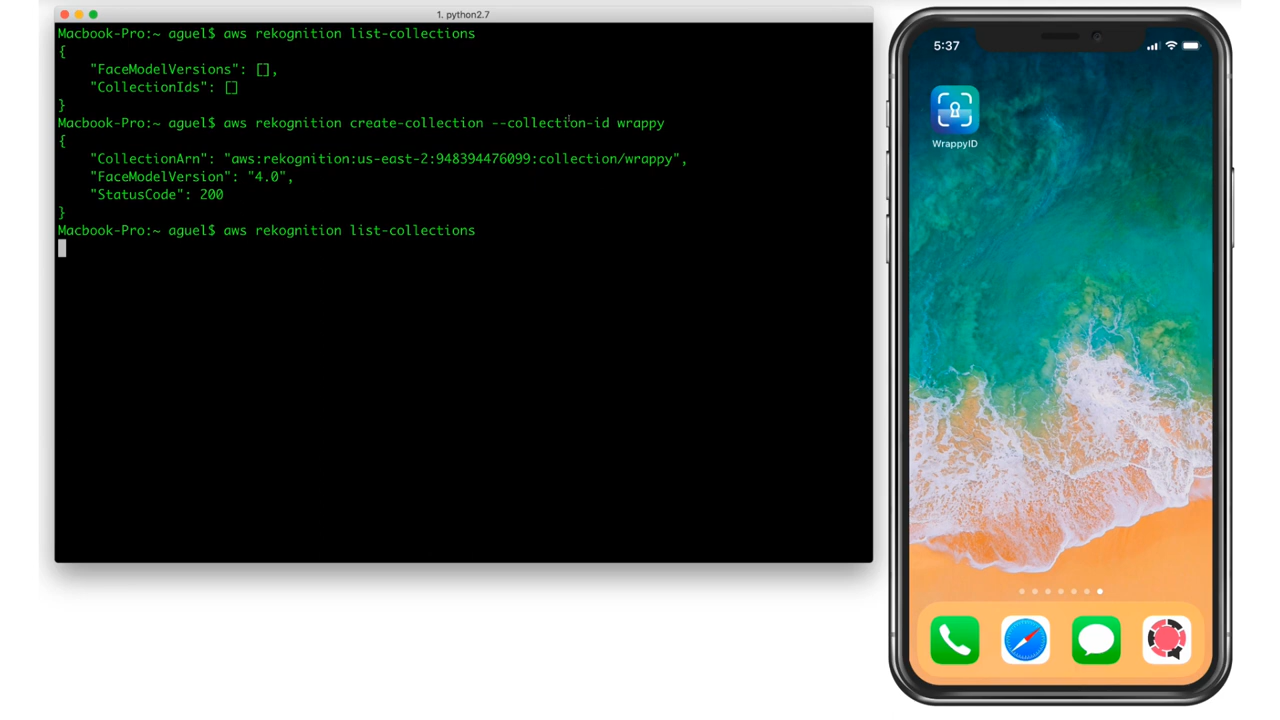 1. python2.7
Macbook-Pro:~ aguel$ aws rekognition list-collections
{
    "FaceModelVersions": [],
    "CollectionIds": []
}
Macbook-Pro:~ aguel$ aws rekognition create-collection --collection-id wrappy
{
    "CollectionArn": "aws:rekognition:us-east-2:948394476099:collection/wrappy",
    "FaceModelVersion": "4.0",
    "StatusCode": 200
}
Macbook-Pro:~ aguel$ aws rekognition list-collections
5:37
WrappyID